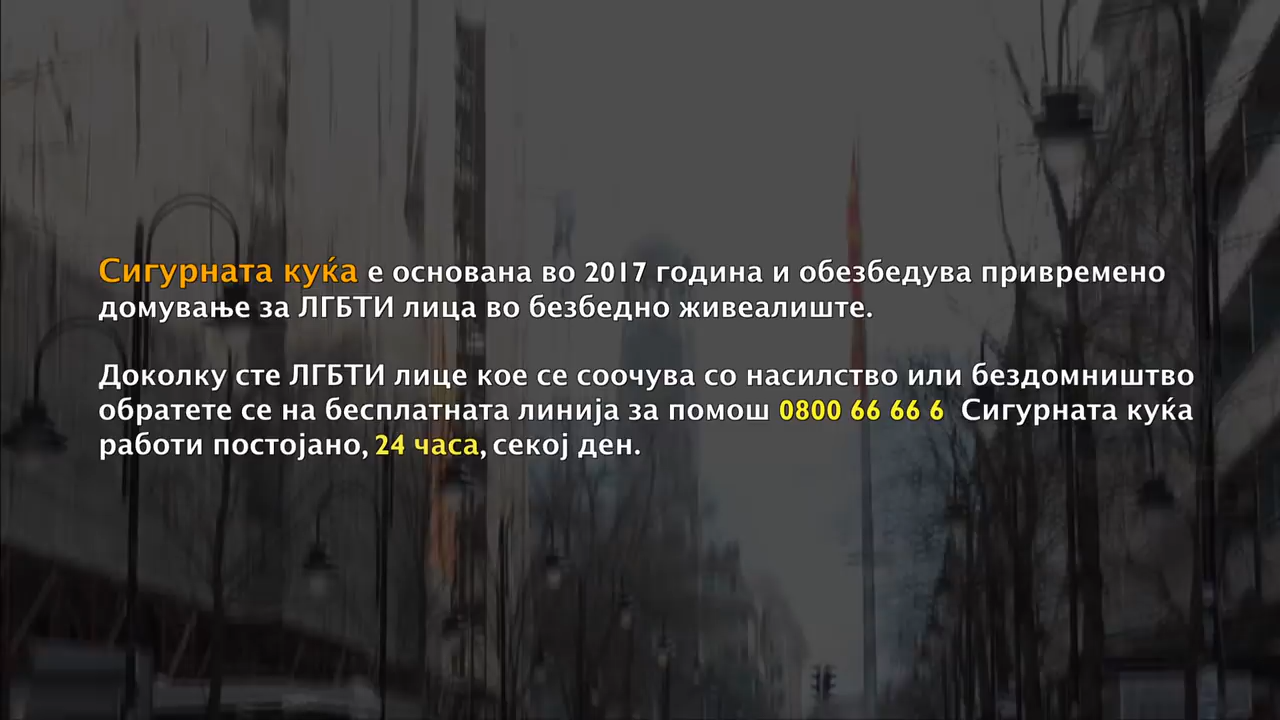 Сигурната куќа е основана во 2017 година и обезбедува привремено
домување за ЛГБТИ лица во безбедно живеалиште.
Доколку сте ЛГБТИ лице кое се соочува со насилство или бездомништво
обратете се на бесплатната линија за помош 0800 66 66 6 Сигурната куќа
работи постојано, 24 часа, секој ден.